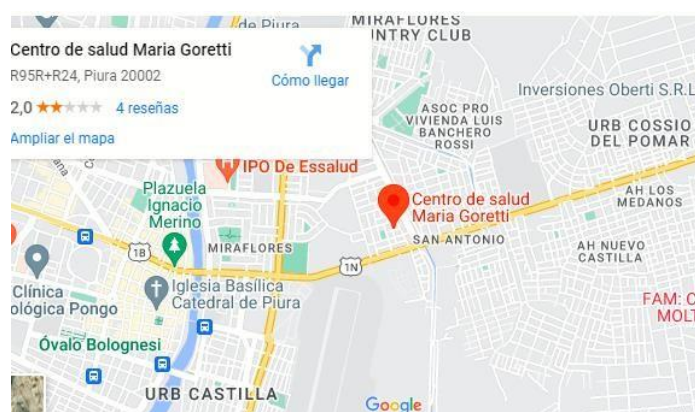 Centro de salud Maria Goretti
R95R+R24, Piura 20002
2,0
4 reseñas
Ampliar el mapa
Cómo llegar
de Piura
MIRAFLORES
UNTRY CLUB
Inversiones Oberti S.R.L
ASOC PRO
VIVIENDA LUIS
BANCHERO
ROSSI
URB COSSIO
DEL POMAR
H
IPO De Essalud
Plazuela
Ignacio
Merino
Centro de salud
Maria Goretti
AH LOS
MEDANOS
MIRAFLORES
SAN ANTONIO
AH NUEVO
CASTILLA
1B
1N
Clínica
ológica Pongo
Iglesia Basílica
Catedral de Piura
FAM: C
MOLT
Óvalo Bolognesi
URB CASTILLA
Google